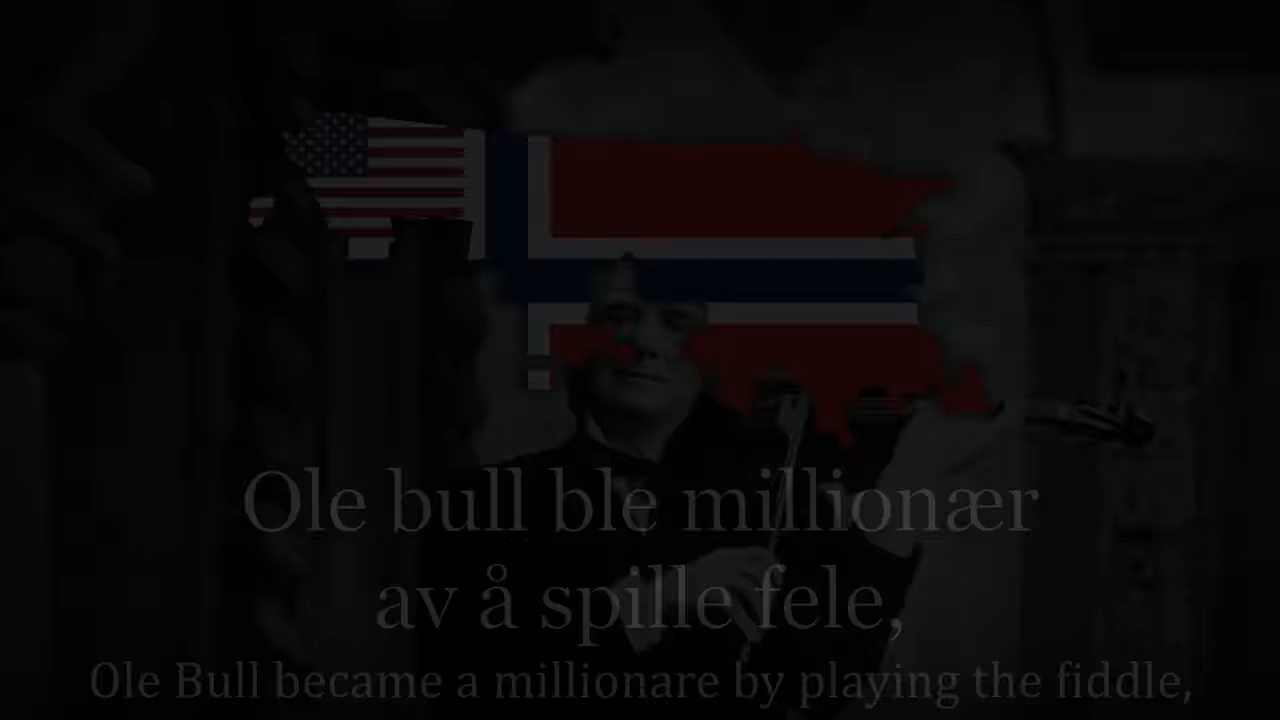 Ole bull ble millionær
av å spille fele,
Ole Bull became a millionare by playing the fiddle,